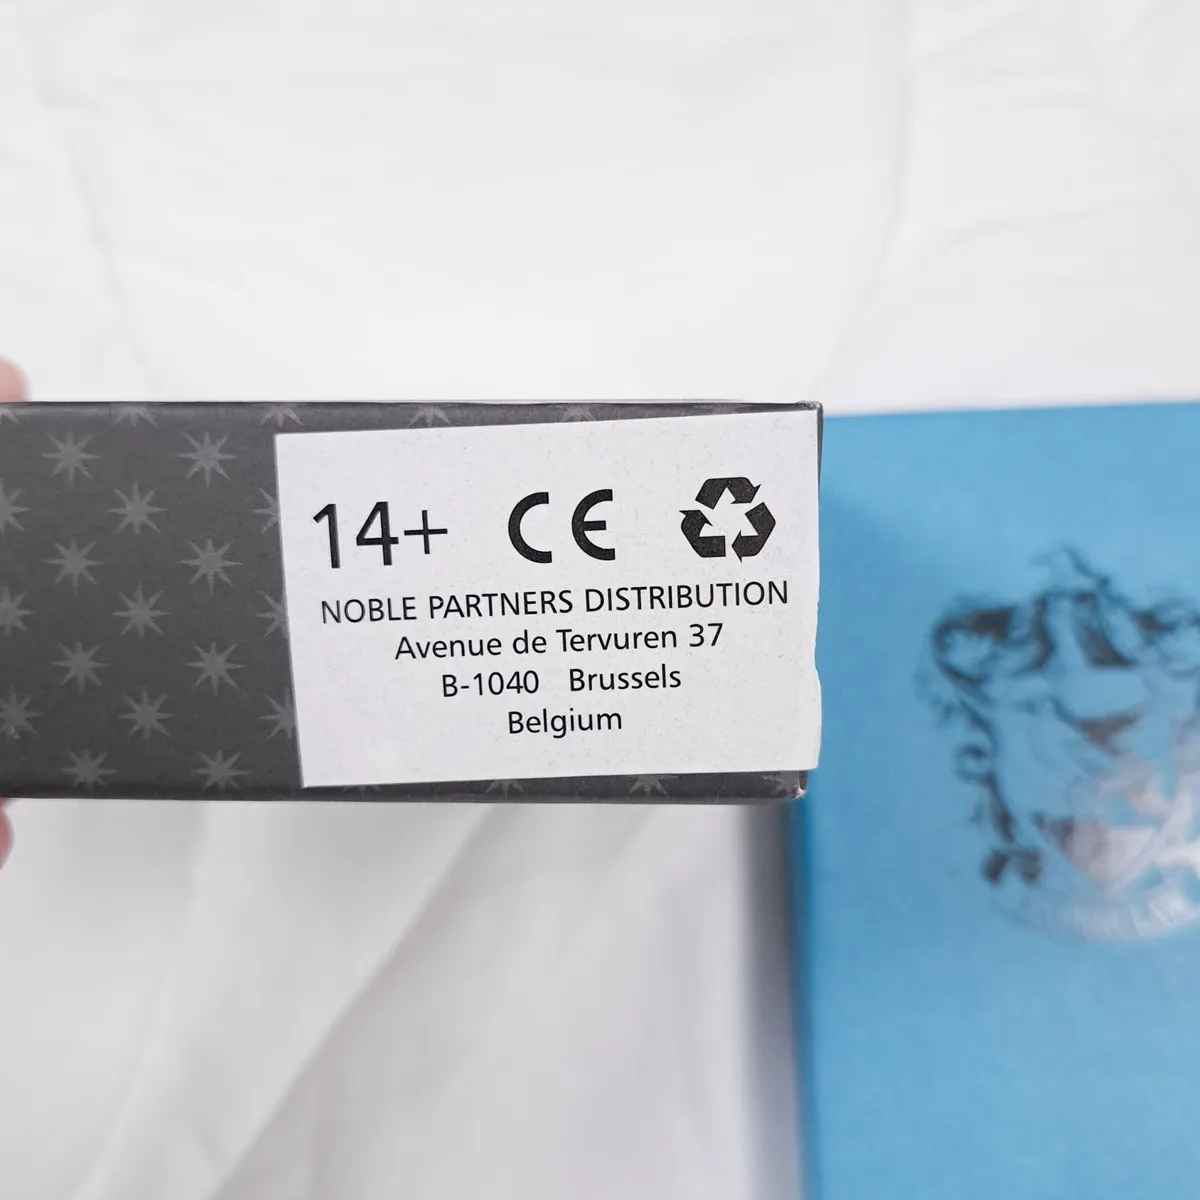 14+ CE
NOBLE PARTNERS DISTRIBUTION
Avenue de Tervuren 37
B-1040 Brussels
Belgium